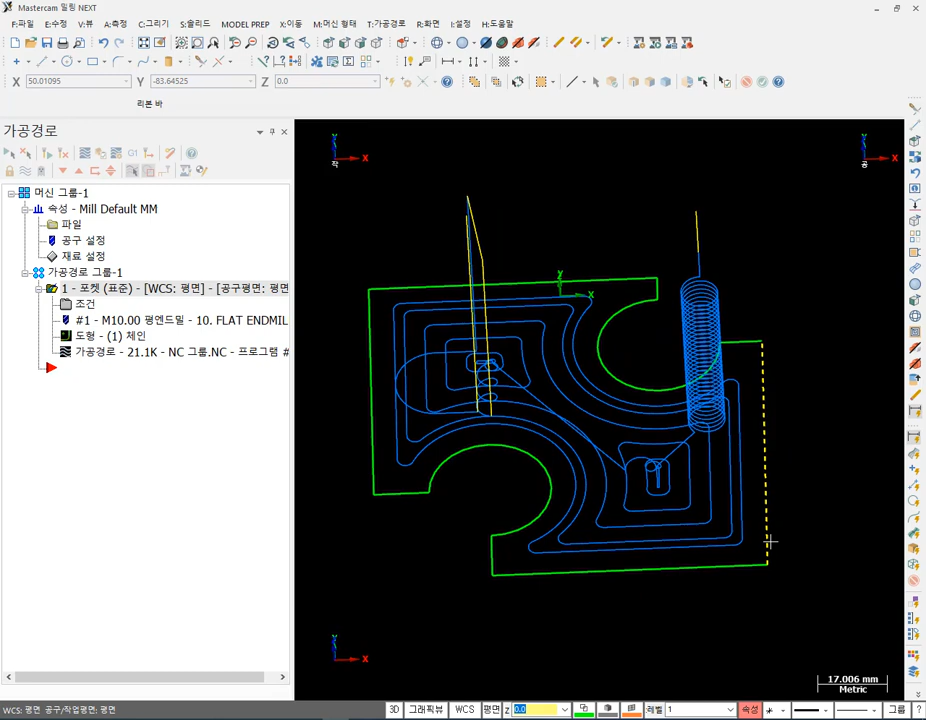 Mastercam 밀링 NEXT
F:파일 E:수정 V:뷰 A:측정 C:그리기 S:솔리드 MODEL PREP X:이동 M:머신 형태 T:가공경로 R:화면 I:설정 H:도움말
X 50.01095 Y -83.64525 Z 0.0
리본 바
가공경로
G1
머신 그룹-1
속성 - Mill Default MM
파일
공구 설정
재료 설정
가공경로 그룹-1
1 - 포켓 (표준) - [WCS: 평면] - [공구평면: 평면
조건
#1 - M10.00 평엔드밀 - 10. FLAT ENDMIL
도형 - (1) 체인
가공경로 - 21.1K - NC 그룹.NC - 프로그램 #
Y
X
작
Y
X
공
y
x
Y
X
17.006 mm
Metric
WCS: 평면 공구/작업평면: 평면
3D 그래픽뷰 WCS 평면 Z 0.0 레벨 1 속성 그룹